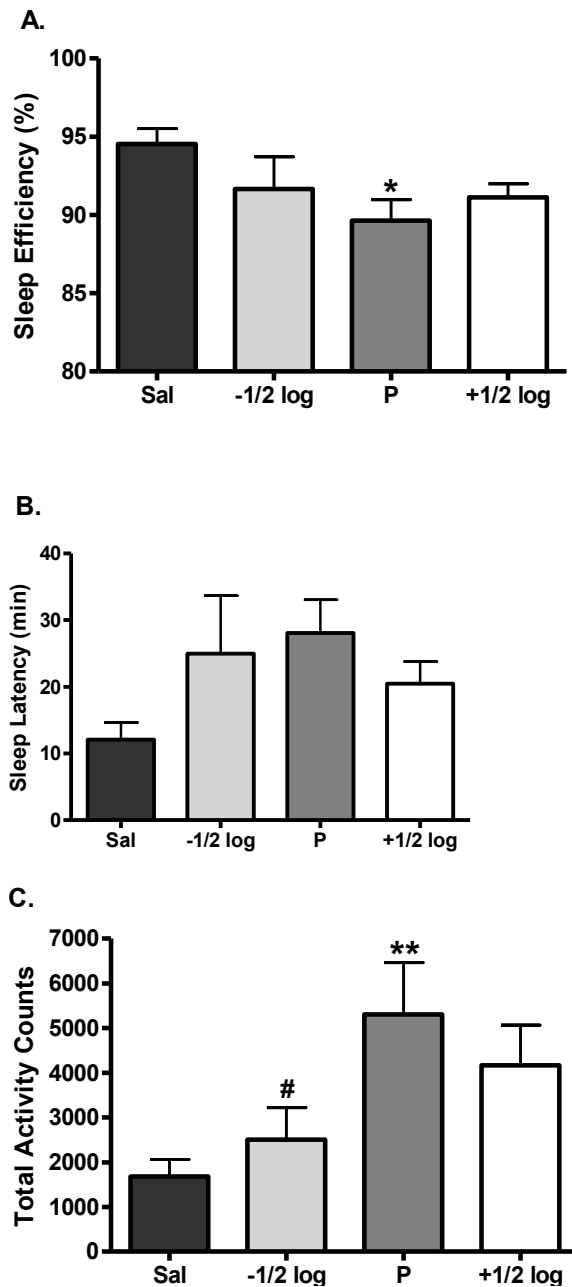 A.
100
95
90
85
80
Sleep Efficiency (%)
*
Sal -1/2 log P +1/2 log
B.
40
30
20
10
0
Sleep Latency (min)
Sal -1/2 log P +1/2 log
C.
7000
6000
5000
4000
3000
2000
1000
0
Total Activity Counts
#
**
Sal -1/2 log P +1/2 log